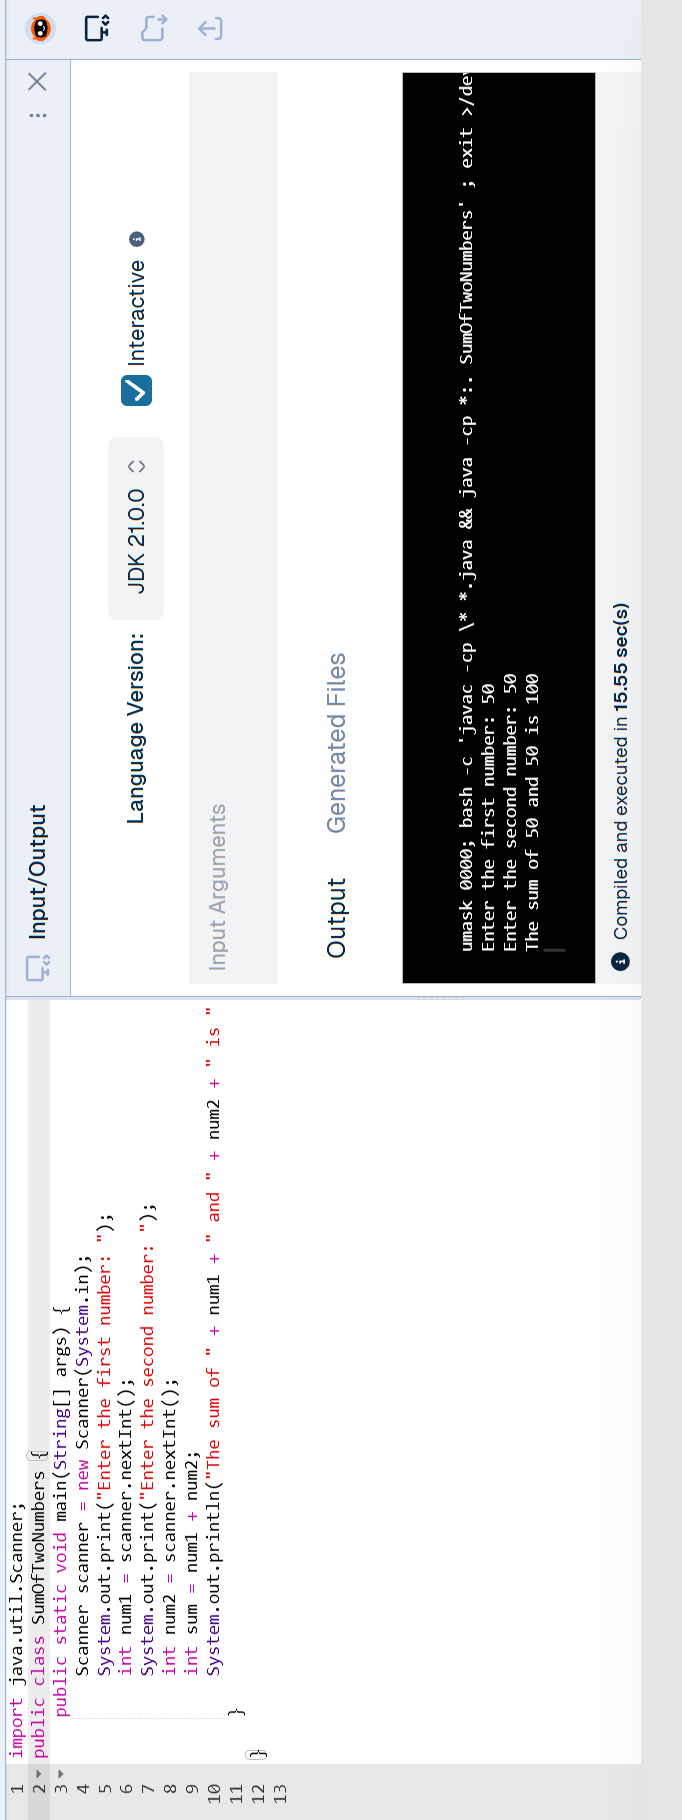 1 import java.util.Scanner;
2 public class SumOfTwoNumbers {
3 public static void main(String[] args) {
4 Scanner scanner = new Scanner(System.in);
5 System.out.print("Enter the first number: ");
6 int num1 = scanner.nextInt();
7 System.out.print("Enter the second number: ");
8 int num2 = scanner.nextInt();
9 int sum = num1 + num2;
10 System.out.println("The sum of " + num1 + " and " + num2 + " is "
11 }
12 }
13
Input/Output
Language Version: JDK 21.0.0 Interactive
Input Arguments
Output Generated Files
umask 0000; bash -c 'javac -cp \* *.java && java -cp *:. SumOfTwoNumbers' ; exit >/dev
Enter the first number: 50
Enter the second number: 50
The sum of 50 and 50 is 100
Compiled and executed in 15.55 sec(s)